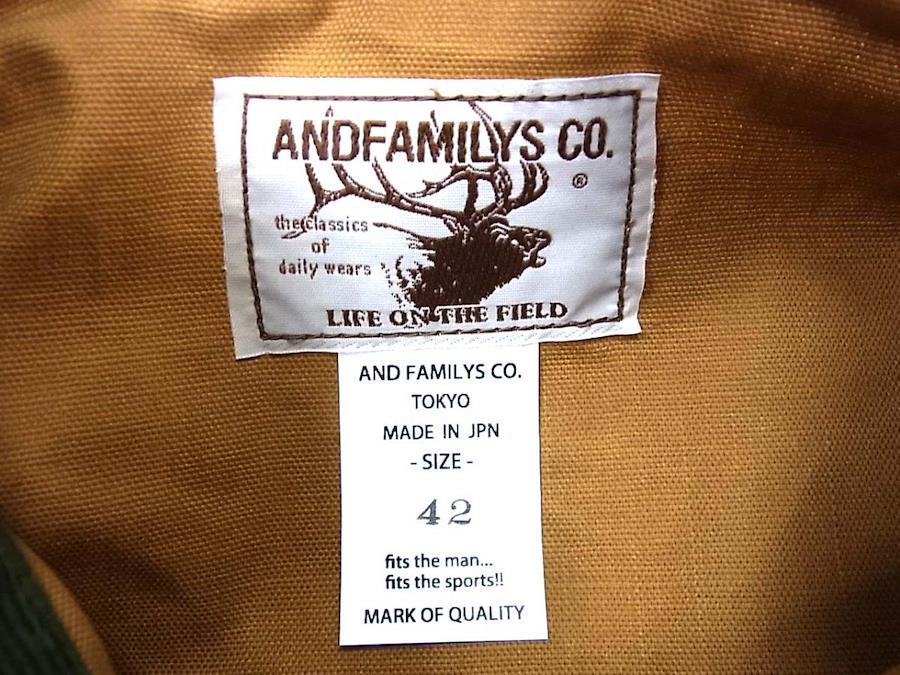 ANDFAMILYS CO.
®
the classics
of
daily wears
LIFE ON THE FIELD
AND FAMILYS CO.
TOKYO
MADE IN JPN
- SIZE -
42
fits the man...
fits the sports!!
MARK OF QUALITY